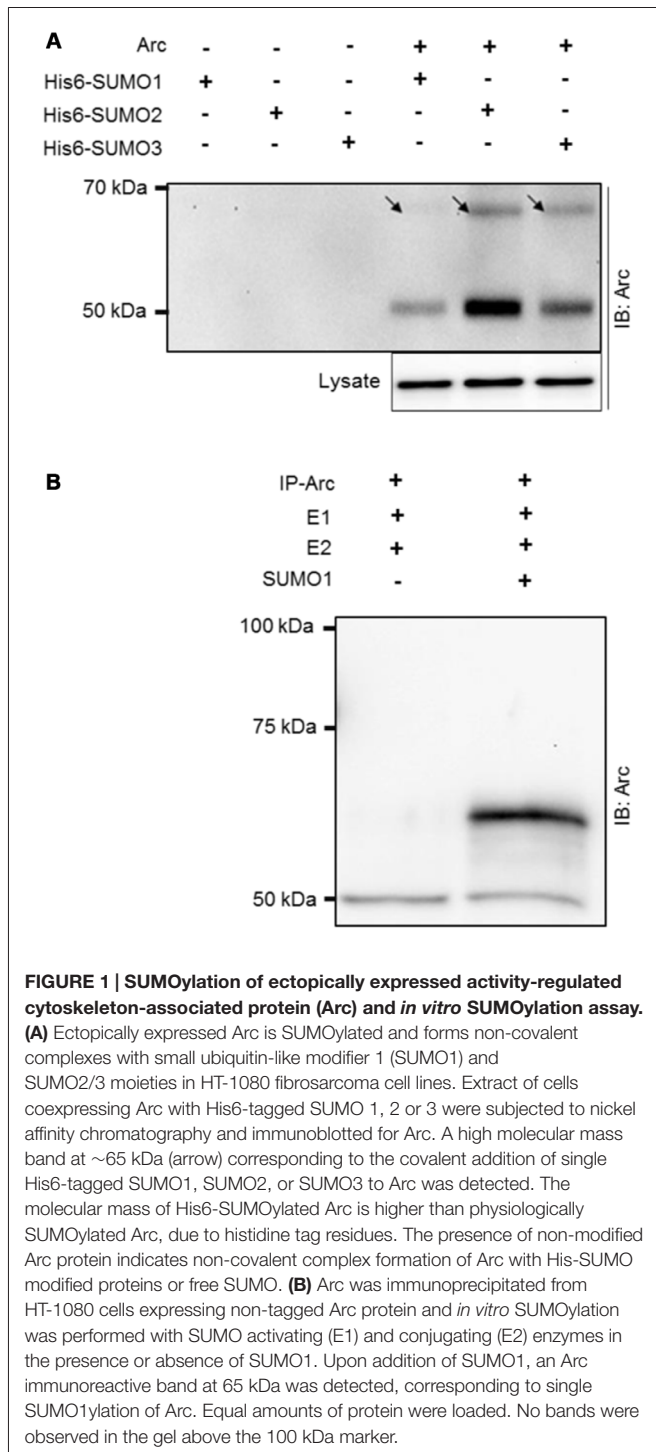 A
Arc - - - + + +
His6-SUMO1 + - - + - -
His6-SUMO2 - + - - + -
His6-SUMO3 - - + - - +
70 kDa
50 kDa
IB: Arc
Lysate
B
IP-Arc + +
E1 + +
E2 + +
SUMO1 - +
100 kDa
75 kDa
50 kDa
IB: Arc
FIGURE 1 | SUMOylation of ectopically expressed activity-regulated
cytoskeleton-associated protein (Arc) and in vitro SUMOylation assay.
(A) Ectopically expressed Arc is SUMOylated and forms non-covalent
complexes with small ubiquitin-like modifier 1 (SUMO1) and
SUMO2/3 moieties in HT-1080 fibrosarcoma cell lines. Extract of cells
coexpressing Arc with His6-tagged SUMO 1, 2 or 3 were subjected to nickel
affinity chromatography and immunoblotted for Arc. A high molecular mass
band at ∼65 kDa (arrow) corresponding to the covalent addition of single
His6-tagged SUMO1, SUMO2, or SUMO3 to Arc was detected. The
molecular mass of His6-SUMOylated Arc is higher than physiologically
SUMOylated Arc, due to histidine tag residues. The presence of non-modified
Arc protein indicates non-covalent complex formation of Arc with His-SUMO
modified proteins or free SUMO. (B) Arc was immunoprecipitated from
HT-1080 cells expressing non-tagged Arc protein and in vitro SUMOylation
was performed with SUMO activating (E1) and conjugating (E2) enzymes in
the presence or absence of SUMO1. Upon addition of SUMO1, an Arc
immunoreactive band at 65 kDa was detected, corresponding to single
SUMO1ylation of Arc. Equal amounts of protein were loaded. No bands were
observed in the gel above the 100 kDa marker.